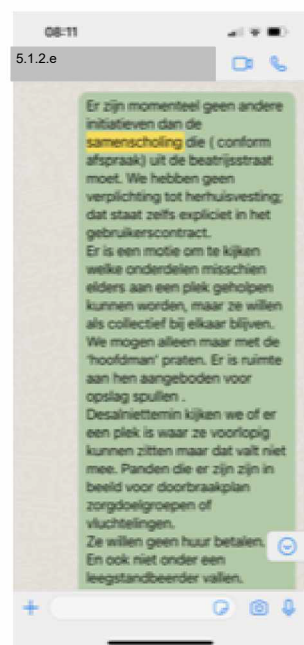 08:11
5.1.2.e
Er zijn momenteel geen andere
initiatieven dan de
samenscholing die ( conform
afspraak) uit de beatrijsstraat
moet. We hebben geen
verplichting tot herhuisvesting;
dat staat zelfs expliciet in het
gebruikerscontract.
Er is een motie om te kijken
welke onderdelen misschien
elders aan een plek geholpen
kunnen worden, maar ze willen
als collectief bij elkaar blijven.
We mogen alleen maar met de
'hoofdman' praten. Er is ruimte
aan hen aangeboden voor
opslag spullen .
Desalniettemin kijken we of er
een plek is waar ze voorlopig
kunnen zitten maar dat valt niet
mee. Panden die er zijn zijn in
beeld voor doorbraakplan
zorgdoelgroepen of
vluchtelingen.
Ze willen geen huur betalen.
En ook niet onder een
leegstandbeerder vallen.